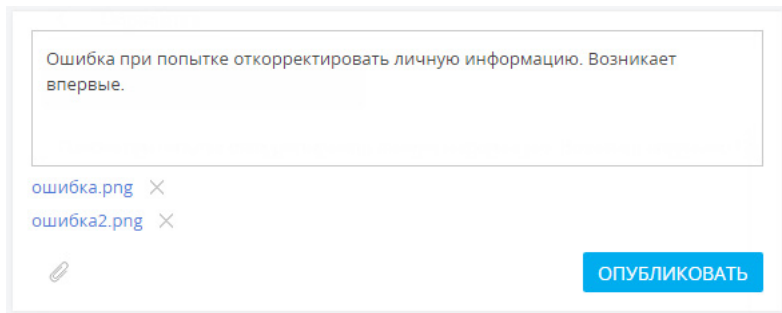 Ошибка при попытке откорректировать личную информацию. Возникает
впервые.
ошибка.png
ошибка2.png
ОПУБЛИКОВАТЬ